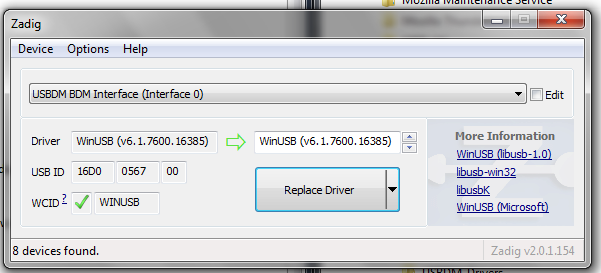 Mozilla Maintenance Service
Zadig
Device Options Help
USBDM BDM Interface (Interface 0)
Edit
Driver WinUSB (v6.1.7600.16385) WinUSB (v6.1.7600.16385)
USB ID 16D0 0567 00
WCID ? WINUSB
Replace Driver
More Information
WinUSB (libusb-1.0)
libusb-win32
libusbK
WinUSB (Microsoft)
8 devices found.
Zadig v2.0.1.154
USBDM Drivers